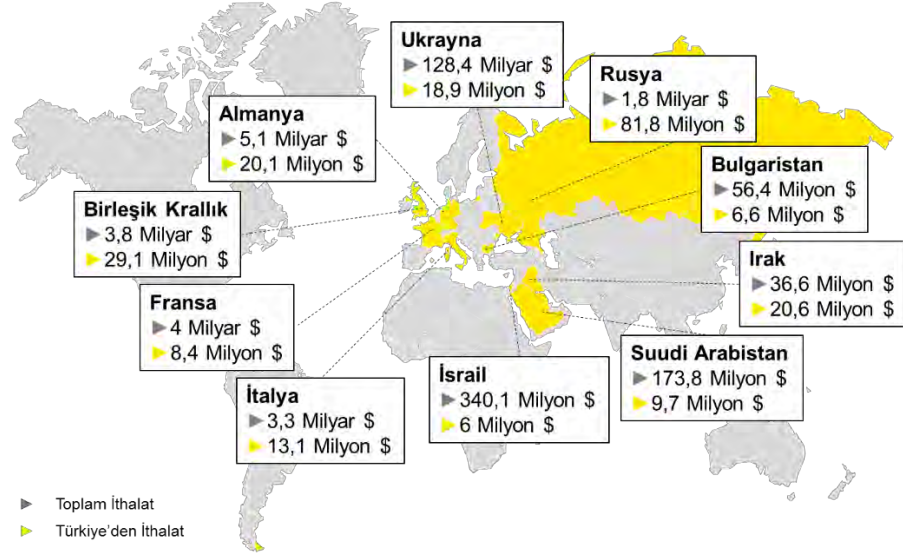 Ukrayna
128,4 Milyar $
18,9 Milyon $
Rusya
1,8 Milyar $
81,8 Milyon $
Almanya
5,1 Milyar $
20,1 Milyon $
Bulgaristan
56,4 Milyon $
6,6 Milyon $
Birleşik Krallık
3,8 Milyar $
29,1 Milyon $
Irak
36,6 Milyon $
20,6 Milyon $
Fransa
4 Milyar $
8,4 Milyon $
Suudi Arabistan
173,8 Milyon $
9,7 Milyon $
İsrail
340,1 Milyon $
6 Milyon $
İtalya
3,3 Milyar $
13,1 Milyon $
Toplam İthalat
Türkiye'den İthalat